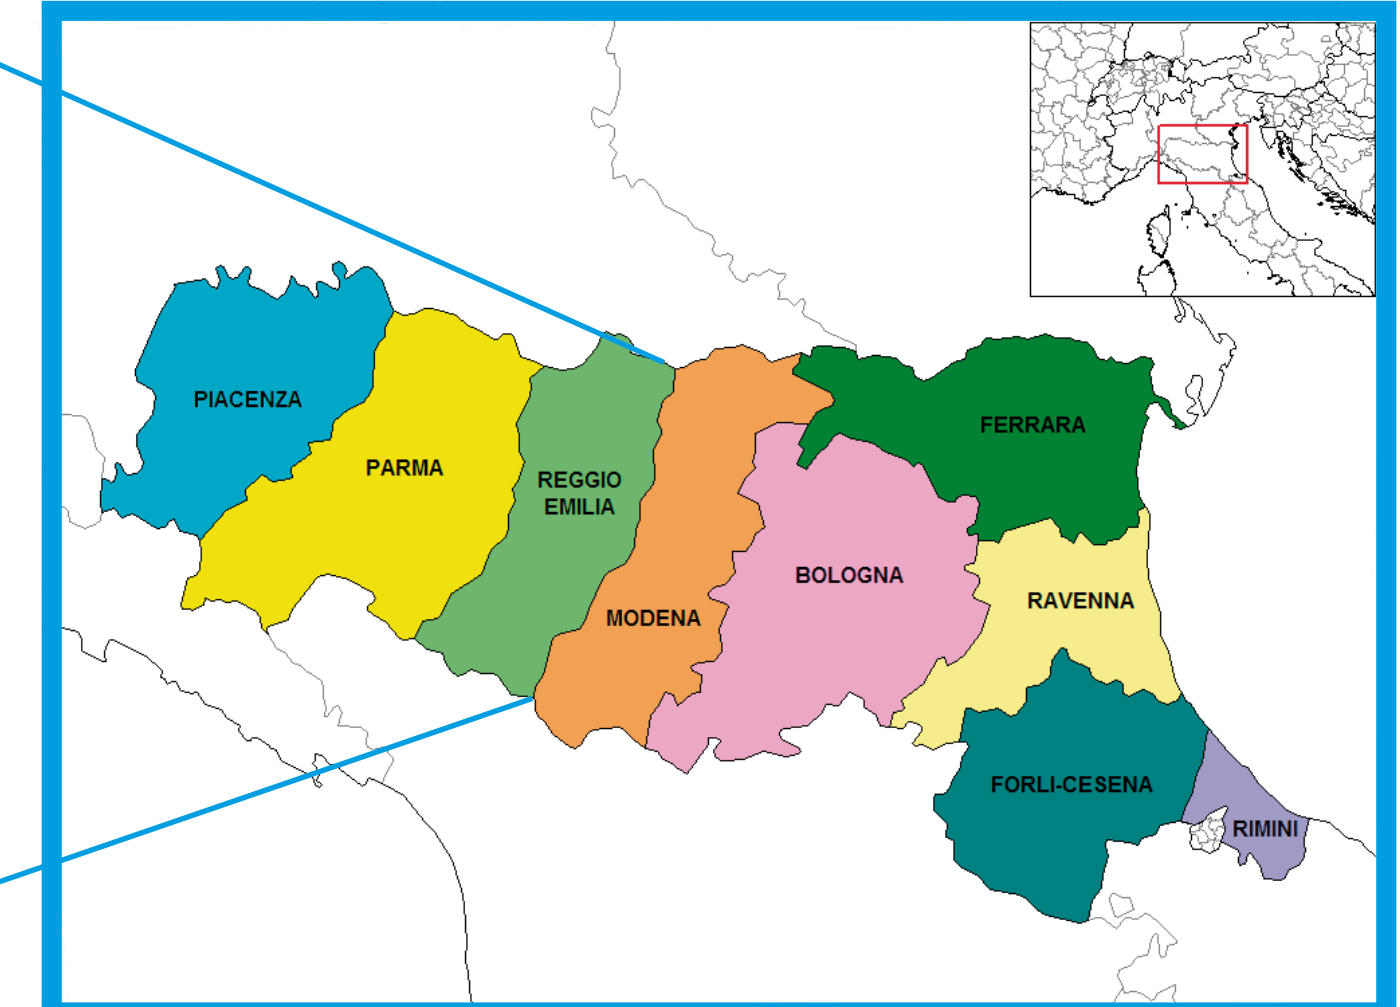 PIACENZA
PARMA
REGGIO
EMILIA
MODENA
BOLOGNA
FERRARA
RAVENNA
FORLI-CESENA
RIMINI